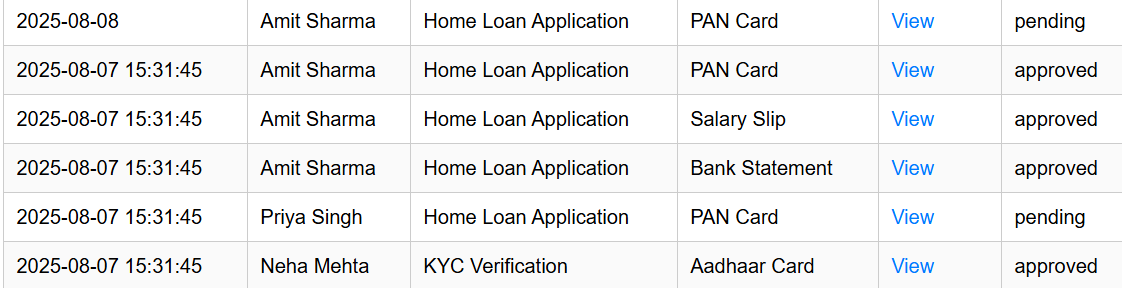 2025-08-08 Amit Sharma Home Loan Application PAN Card View pending
2025-08-07 15:31:45 Amit Sharma Home Loan Application PAN Card View approved
2025-08-07 15:31:45 Amit Sharma Home Loan Application Salary Slip View approved
2025-08-07 15:31:45 Amit Sharma Home Loan Application Bank Statement View approved
2025-08-07 15:31:45 Priya Singh Home Loan Application PAN Card View pending
2025-08-07 15:31:45 Neha Mehta KYC Verification Aadhaar Card View approved